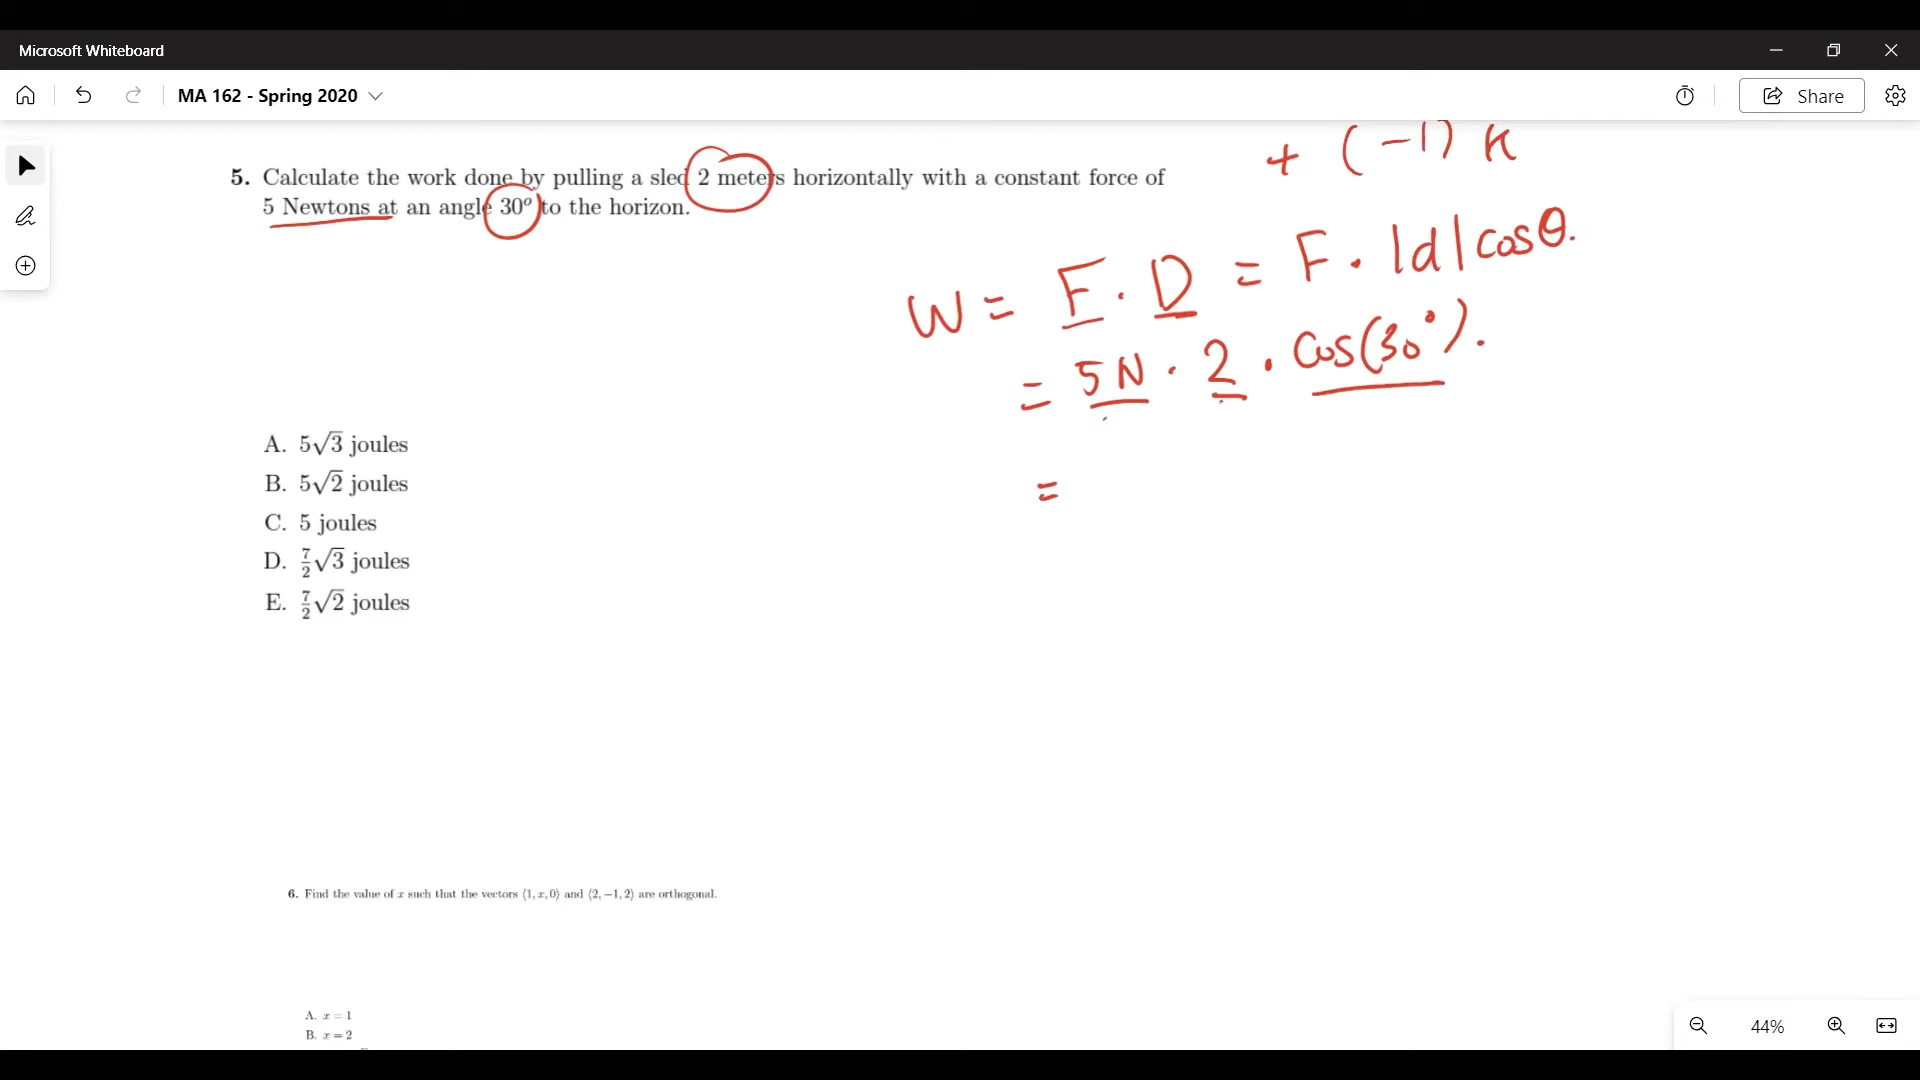 Microsoft Whiteboard
MA 162 - Spring 2020
Share
+ (-1) k
5. Calculate the work done by pulling a sled 2 meters horizontally with a constant force of
5 Newtons at an angle 30° to the horizon.
W = F · D = F · |d| cosθ.
= 5N · 2 · cos(30°).
=
A. 5√3 joules
B. 5√2 joules
C. 5 joules
D. 7/2 √3 joules
E. 7/2 √2 joules
6. Find the value of x such that the vectors ⟨1, x, 0⟩ and ⟨2, −1, 2⟩ are orthogonal.
A. x = 1
B. x = 2
44%